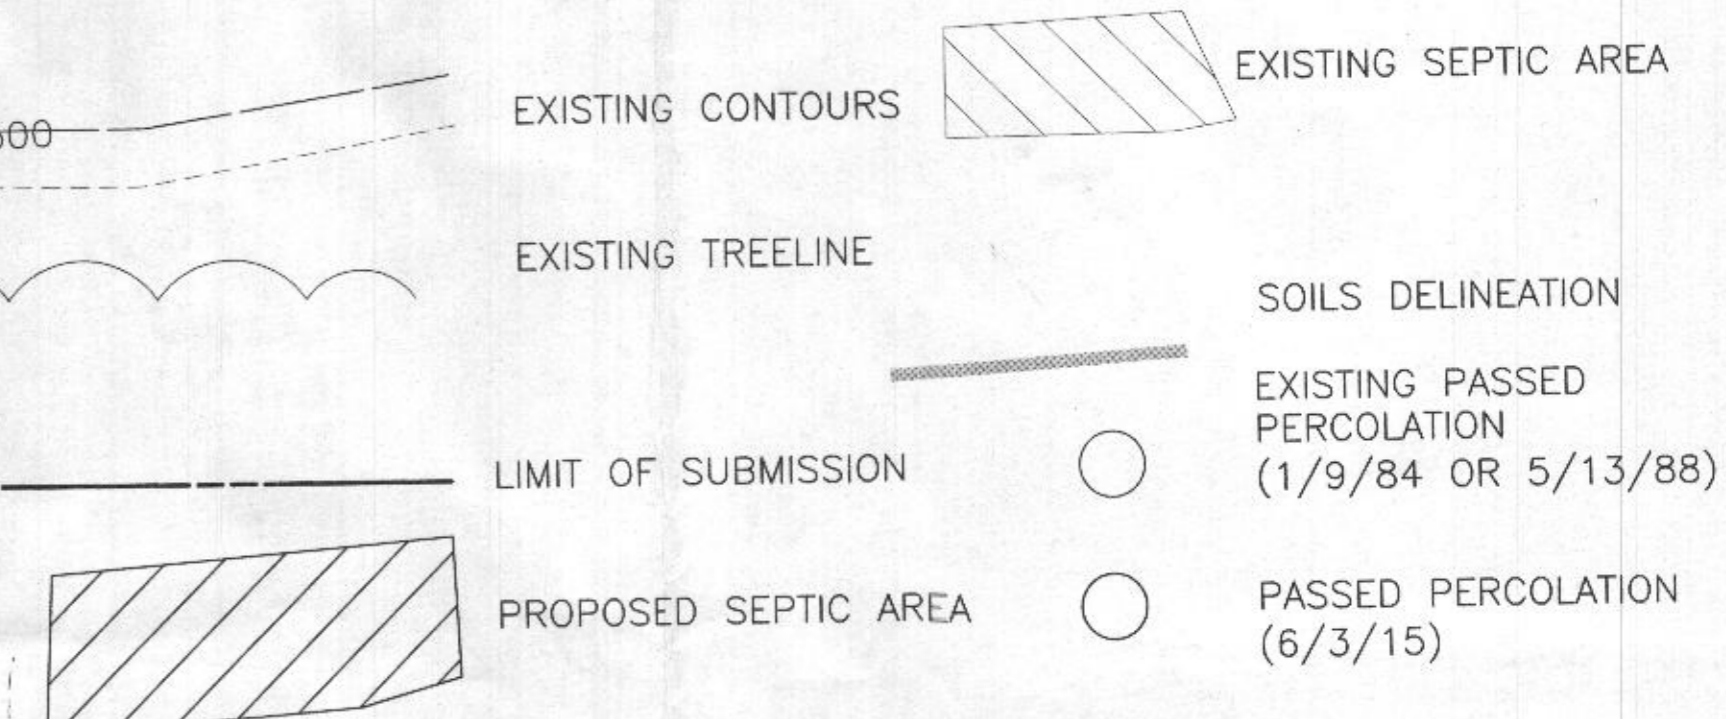 EXISTING CONTOURS
EXISTING TREELINE
LIMIT OF SUBMISSION
PROPOSED SEPTIC AREA
EXISTING SEPTIC AREA
SOILS DELINEATION
EXISTING PASSED
PERCOLATION
(1/9/84 OR 5/13/88)
PASSED PERCOLATION
(6/3/15)